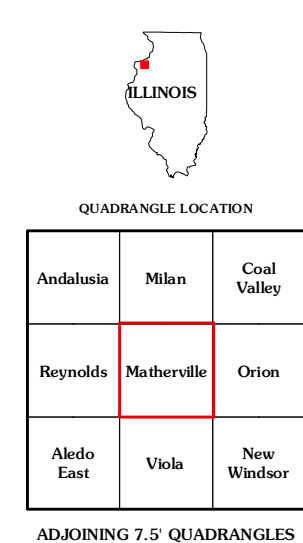 ILLINOIS
QUADRANGLE LOCATION
Andalusia
Milan
Coal
Valley
Reynolds
Matherville
Orion
Aledo
East
Viola
New
Windsor
ADJOINING 7.5' QUADRANGLES